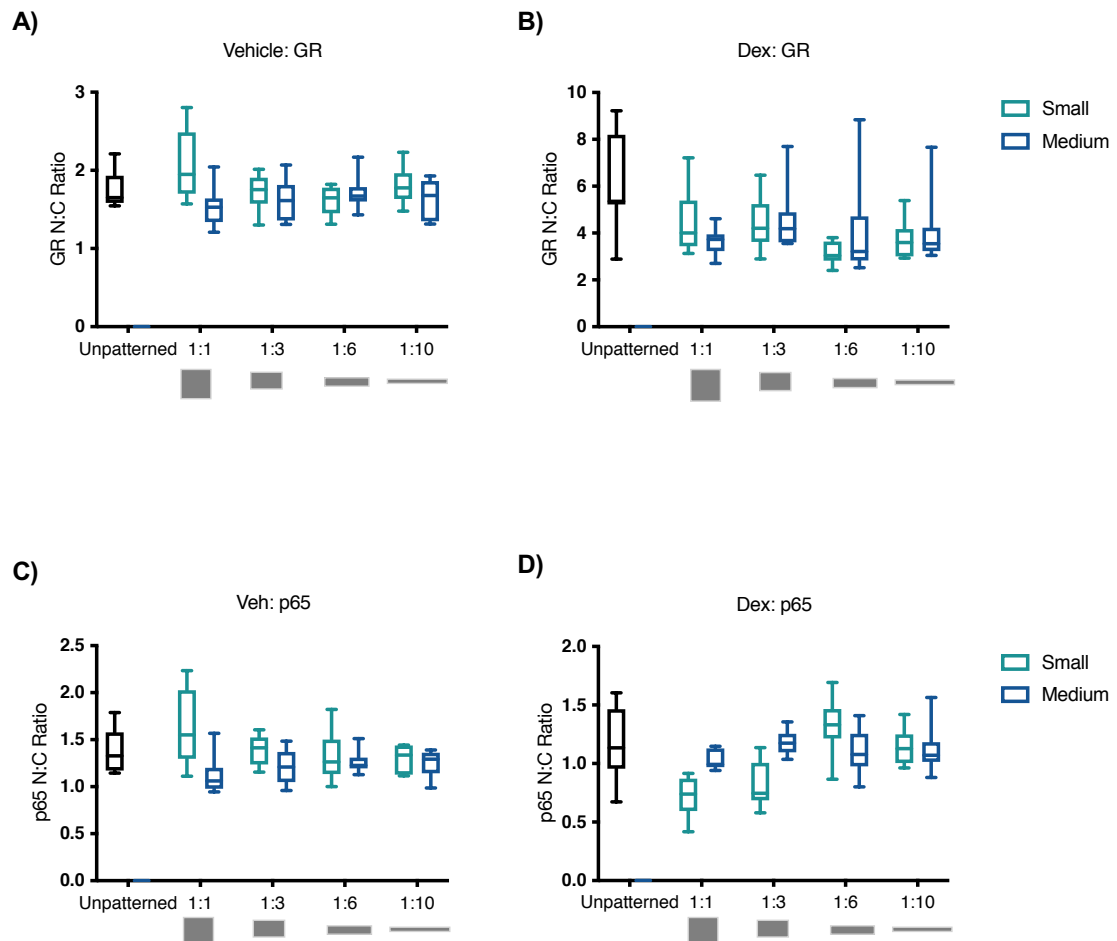 A)
Vehicle: GR
GR N:C Ratio
3
2
1
0
Unpatterned 1:1 1:3 1:6 1:10
B)
Dex: GR
GR N:C Ratio
10
8
6
4
2
0
Unpatterned 1:1 1:3 1:6 1:10
Small
Medium
C)
Veh: p65
p65 N:C Ratio
2.5
2.0
1.5
1.0
0.5
0.0
Unpatterned 1:1 1:3 1:6 1:10
D)
Dex: p65
p65 N:C Ratio
2.0
1.5
1.0
0.5
0.0
Unpatterned 1:1 1:3 1:6 1:10
Small
Medium